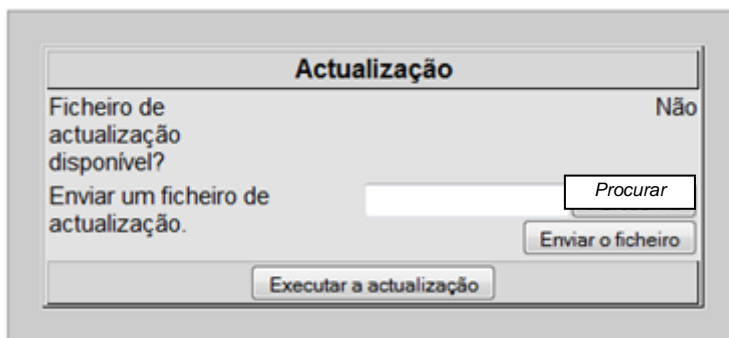 Actualização
Ficheiro de
actualização
disponível?
Não
Enviar um ficheiro de
actualização.
Procurar
Enviar o ficheiro
Executar a actualização